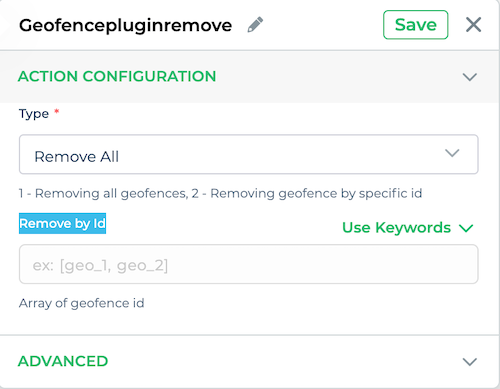 Geofencepluginremove
Save
ACTION CONFIGURATION
Type *
Remove All
1 - Removing all geofences, 2 - Removing geofence by specific id
Remove by Id
Use Keywords
ex: [geo_1, geo_2]
Array of geofence id
ADVANCED